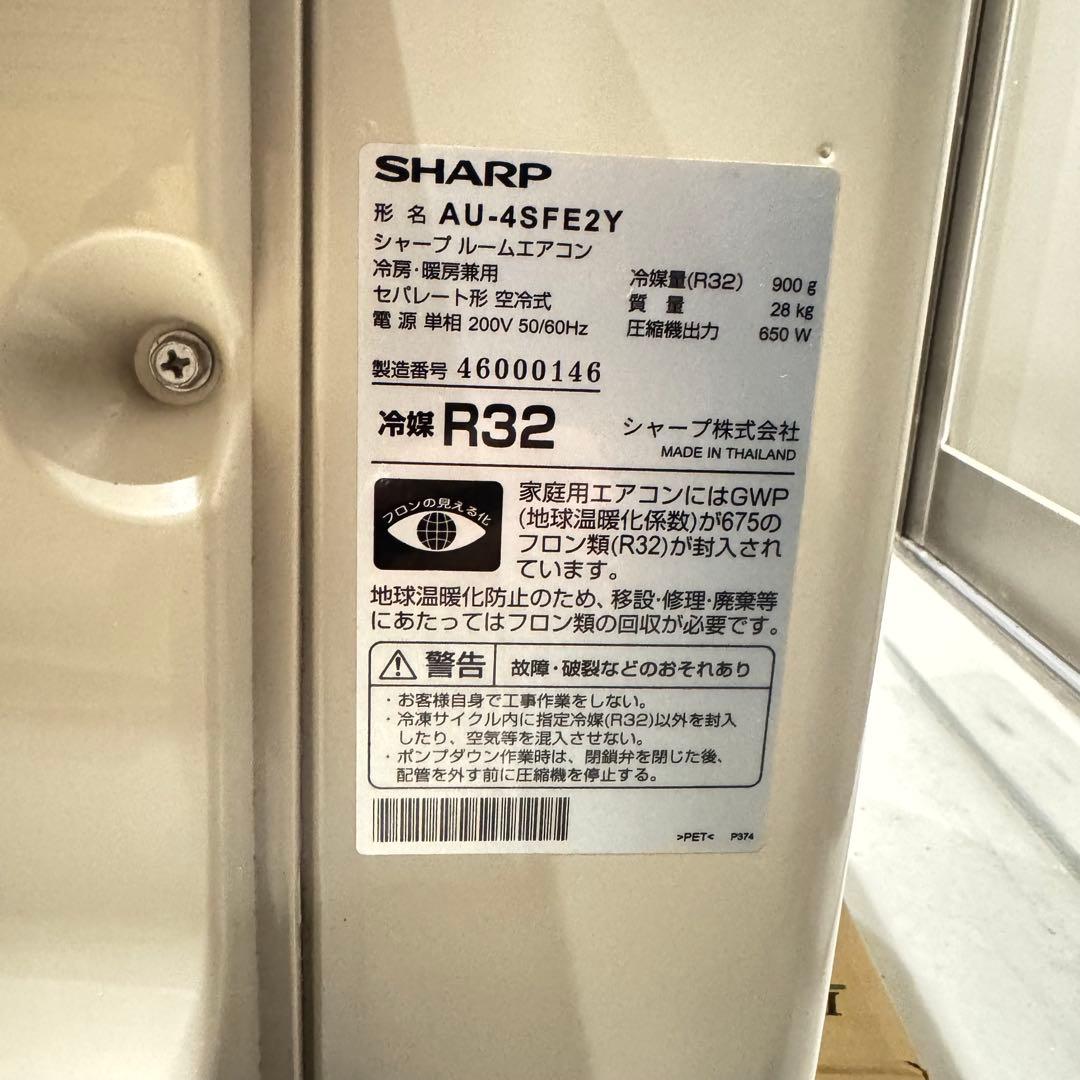 SHARP
形名 AU-4SFE2Y
シャープ ルームエアコン
冷房・暖房兼用
セパレート形 空冷式
電源 単相 200V 50/60Hz
冷媒量(R32) 900 g
質量 28 kg
圧縮機出力 650 W
製造番号 46000146
冷媒 R32
シャープ株式会社
MADE IN THAILAND
フロンの見える化
家庭用エアコンにはGWP
(地球温暖化係数)が675の
フロン類(R32)が封入され
ています。
地球温暖化防止のため、移設・修理・廃棄等
にあたってはフロン類の回収が必要です。
警告 故障・破裂などのおそれあり
・お客様自身で工事作業をしない。
・冷凍サイクル内に指定冷媒(R32)以外を封入
したり、空気等を混入させない。
・ポンプダウン作業時は、閉鎖弁を閉じた後、
配管を外す前に圧縮機を停止する。
>PET< P374